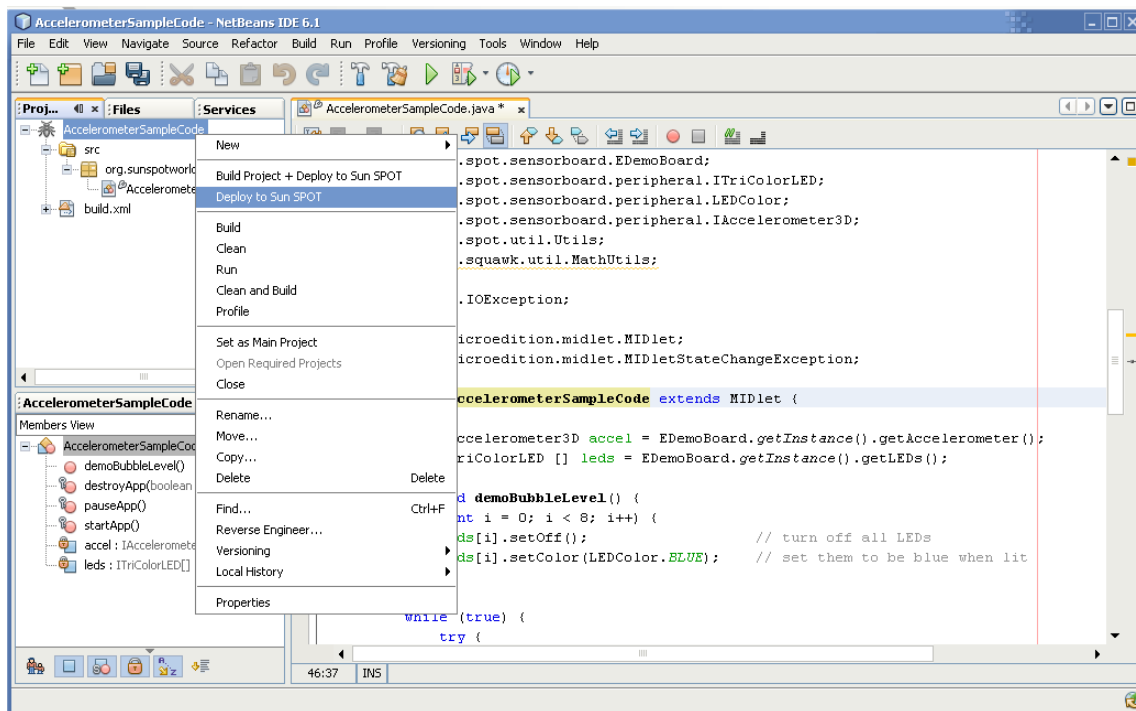 AccelerometerSampleCode - NetBeans IDE 6.1
File Edit View Navigate Source Refactor Build Run Profile Versioning Tools Window Help
Proj... Files Services
AccelerometerSampleCode.java *
AccelerometerSampleCode
src
org.sunspotworld
Acceleromete
build.xml
New
Build Project + Deploy to Sun SPOT
Deploy to Sun SPOT
Build
Clean
Run
Clean and Build
Profile
Set as Main Project
Open Required Projects
Close
Rename...
Move...
Copy...
Delete Delete
Find... Ctrl+F
Reverse Engineer...
Versioning
Local History
Properties
AccelerometerSampleCode
Members View
AccelerometerSampleCod
demoBubbleLevel()
destroyApp(boolean
pauseApp()
startApp()
accel : IAcceleromete
leds : ITriColorLED[]
.spot.sensorboard.EDemoBoard;
.spot.sensorboard.peripheral.ITriColorLED;
.spot.sensorboard.peripheral.LEDColor;
.spot.sensorboard.peripheral.IAccelerometer3D;
.spot.util.Utils;
.squawk.util.MathUtils;
.IOException;
icroedition.midlet.MIDlet;
icroedition.midlet.MIDletStateChangeException;
ccelerometerSampleCode extends MIDlet {
ccelerometer3D accel = EDemoBoard.getInstance().getAccelerometer();
riColorLED [] leds = EDemoBoard.getInstance().getLEDs();
d demoBubbleLevel() {
nt i = 0; i < 8; i++) {
ds[i].setOff(); // turn off all LEDs
ds[i].setColor(LEDColor.BLUE); // set them to be blue when lit
while (true) {
try {
46:37 INS